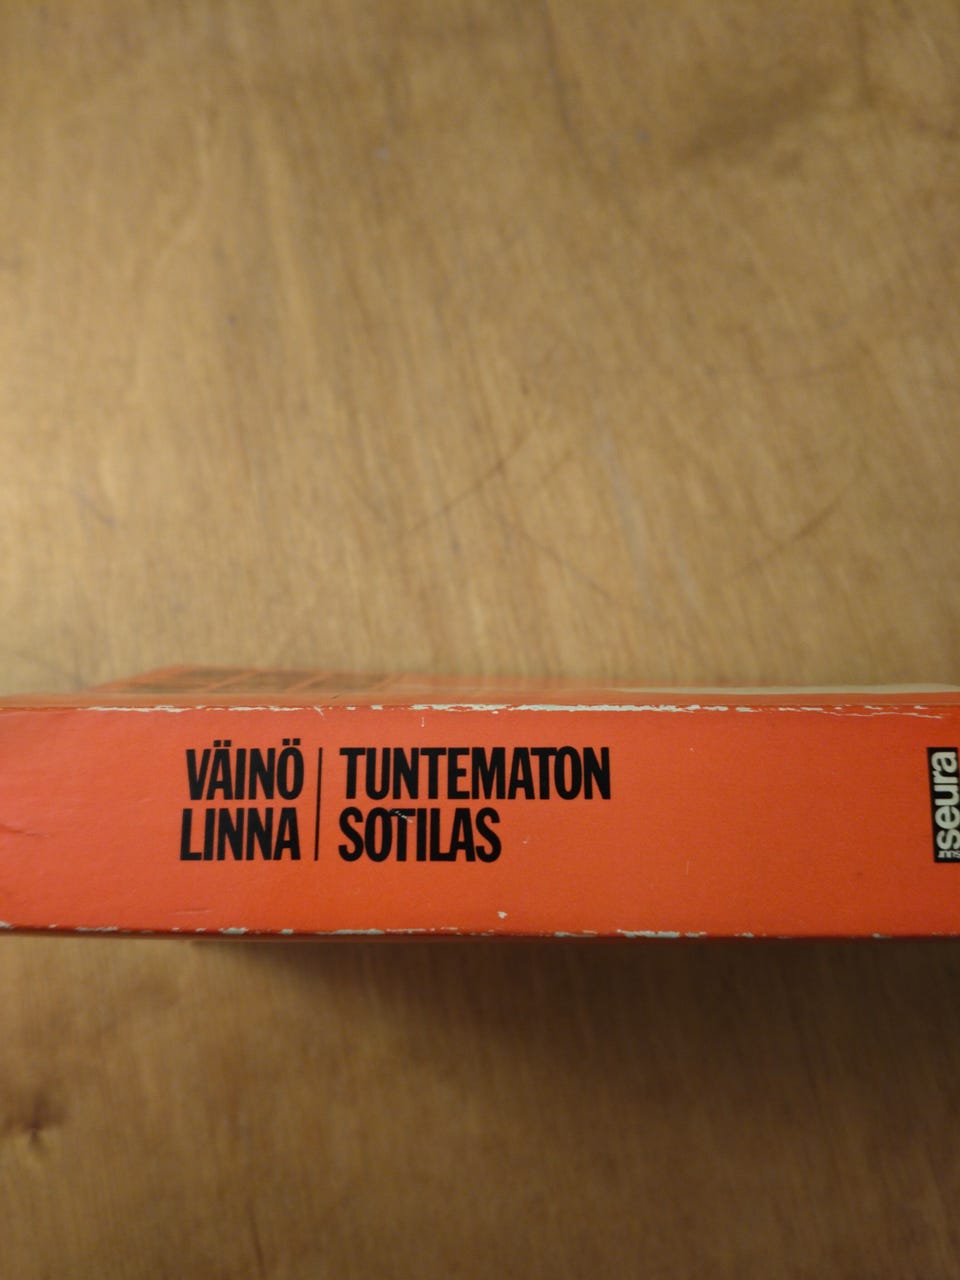 VÄINÖ
LINNA
TUNTEMATON
SOTILAS
seura